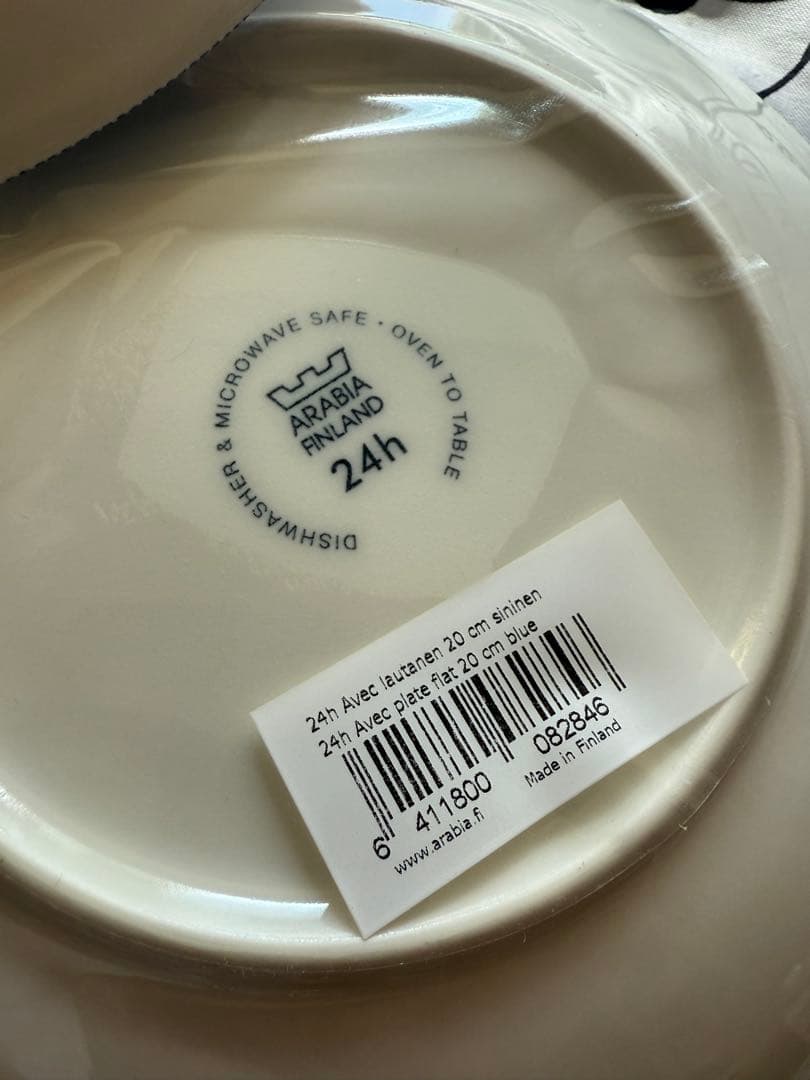 DISHWASHER & MICROWAVE SAFE · OVEN TO TABLE
ARABIA
FINLAND
24h
24h Avec lautanen 20 cm sininen
24h Avec plate flat 20 cm blue
6 411800 082846
www.arabia.fi Made in Finland